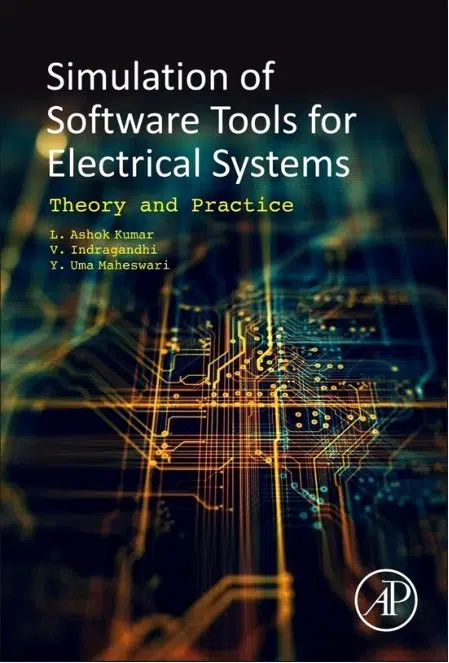 Simulation of
Software Tools for
Electrical Systems
Theory and Practice
L. Ashok Kumar
V. Indragandhi
Y. Uma Maheswari
AP